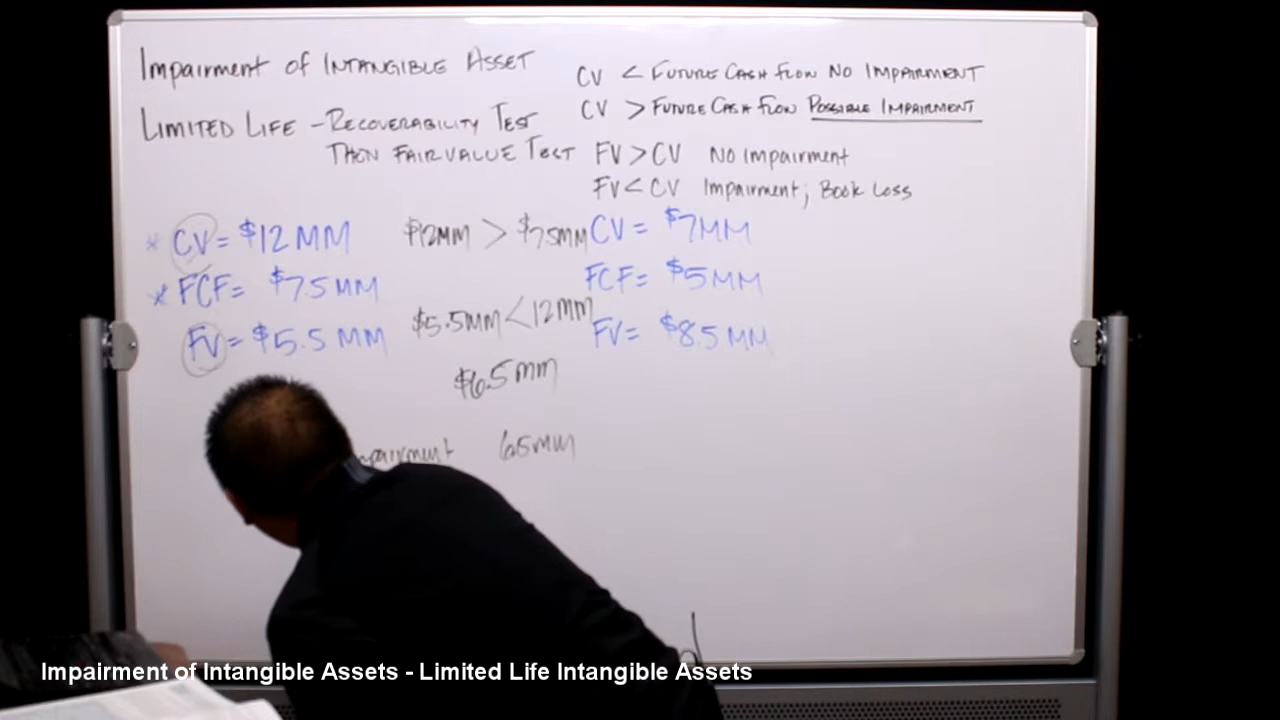 Impairment of INTANGIBLE ASSET
CV < FUTURE CASH FLOW NO IMPAIRMENT
CV > FUTURE CASH FLOW POSSIBLE IMPAIRMENT
LIMITED LIFE - RECOVERABILITY TEST
THEN FAIR VALUE TEST
FV > CV No Impairment
FV < CV Impairment; Book Loss
* CV = $12 MM
$12MM > $7.5MM
CV = $7MM
* FCF = $7.5 MM
FCF = $5MM
FV = $5.5 MM
$5.5MM < 12MM
FV = $8.5 MM
$6.5 MM
mpairment 6.5MM
Impairment of Intangible Assets - Limited Life Intangible Assets